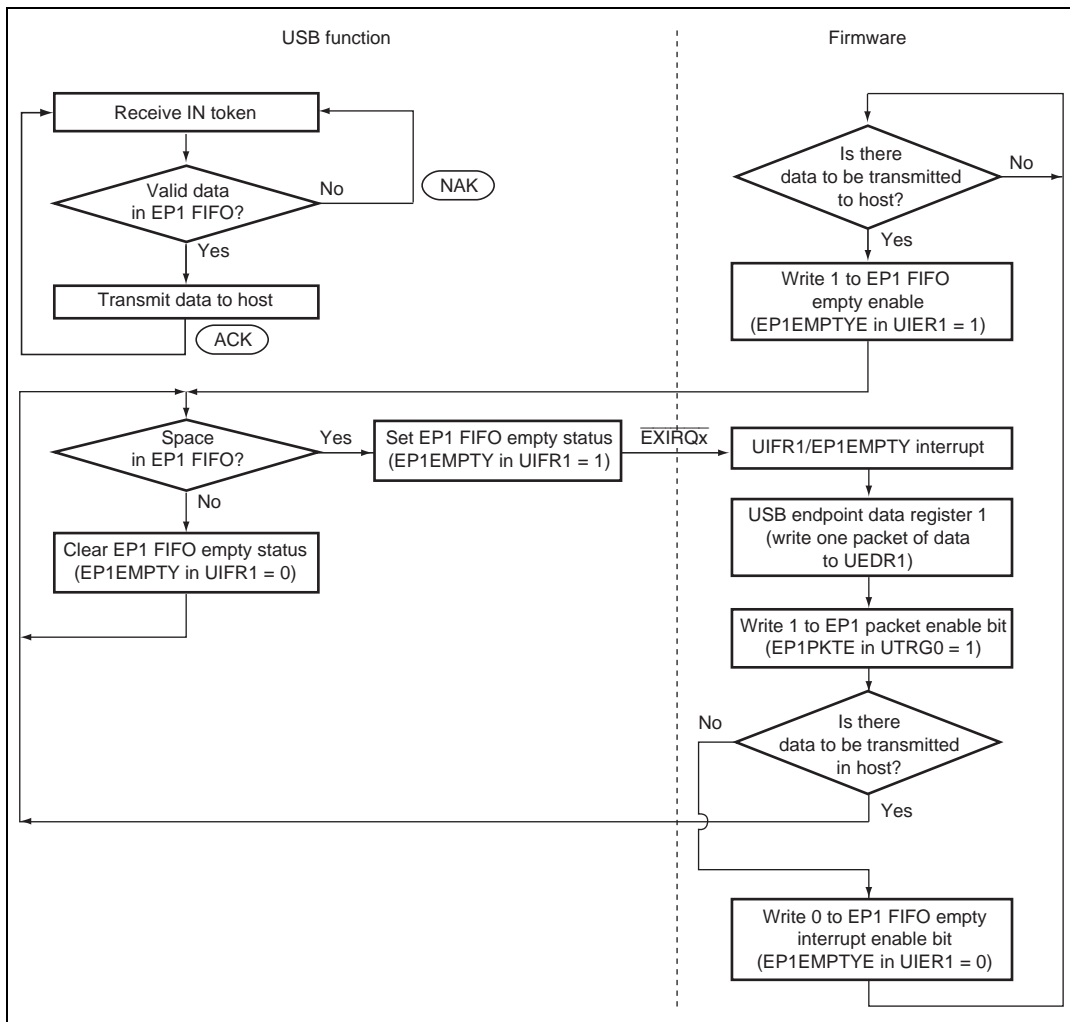 USB function
Firmware
Receive IN token
Valid data
in EP1 FIFO?
No
NAK
Yes
Transmit data to host
ACK
Is there
data to be transmitted
to host?
No
Yes
Write 1 to EP1 FIFO
empty enable
(EP1EMPTYE in UIER1 = 1)
Space
in EP1 FIFO?
Yes
Set EP1 FIFO empty status
(EP1EMPTY in UIFR1 = 1)
EXIRQx
UIFR1/EP1EMPTY interrupt
No
Clear EP1 FIFO empty status
(EP1EMPTY in UIFR1 = 0)
USB endpoint data register 1
(write one packet of data
to UEDR1)
Write 1 to EP1 packet enable bit
(EP1PKTE in UTRG0 = 1)
No
Is there
data to be transmitted
in host?
Yes
Write 0 to EP1 FIFO empty
interrupt enable bit
(EP1EMPTYE in UIER1 = 0)